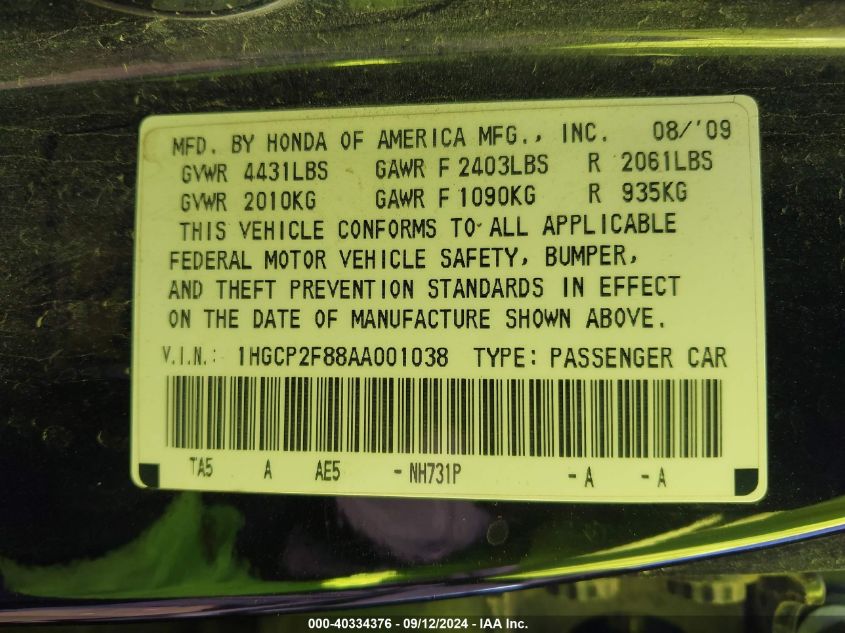 MFD. BY HONDA OF AMERICA MFG., INC. 08/'09
GVWR 4431LBS GAWR F 2403LBS R 2061LBS
GVWR 2010KG GAWR F 1090KG R 935KG
THIS VEHICLE CONFORMS TO ALL APPLICABLE
FEDERAL MOTOR VEHICLE SAFETY, BUMPER,
AND THEFT PREVENTION STANDARDS IN EFFECT
ON THE DATE OF MANUFACTURE SHOWN ABOVE.
V.I.N.: 1HGCP2F88AA001038 TYPE: PASSENGER CAR
TA5 A AE5 -NH731P -A -A
000-40334376 - 09/12/2024 - IAA Inc.